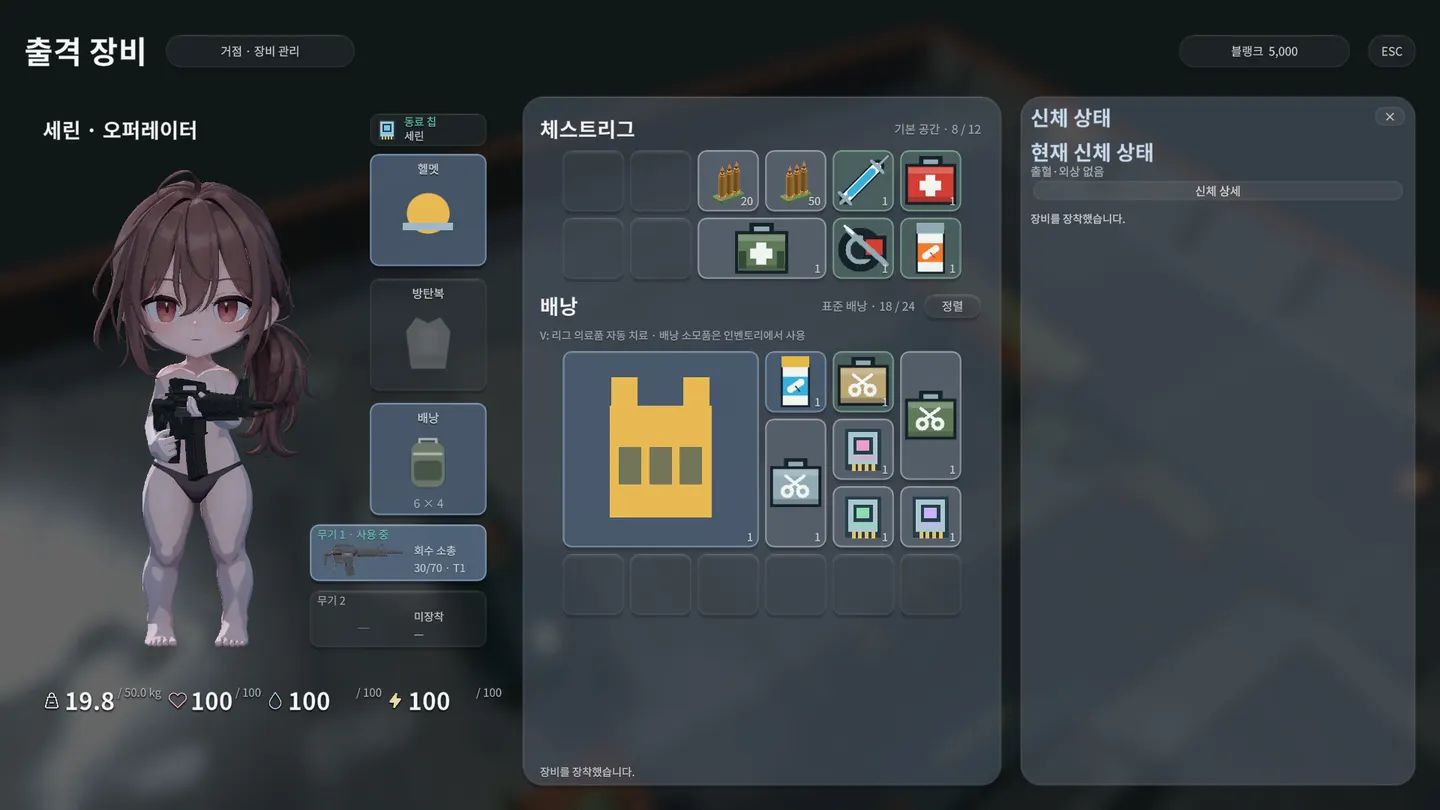 출격 장비
거점 · 장비 관리
블랭크 5,000
ESC
세린 · 오퍼레이터
동료 칩
세린
헬멧
방탄복
배낭
6 × 4
무기 1 · 사용 중
회수 소총
30/70 · T1
무기 2
—
미장착
—
19.8 / 50.0 kg
100 / 100
100 / 100
100 / 100
체스트리그
기본 공간 · 8 / 12
20
50
1
1
1
1
1
배낭
표준 배낭 · 18 / 24
정렬
V: 리그 의료품 자동 치료 · 배낭 소모품은 인벤토리에서 사용
1
1
1
1
1
1
1
1
장비를 장착했습니다.
신체 상태
×
현재 신체 상태
출혈·외상 없음
신체 상세
장비를 장착했습니다.